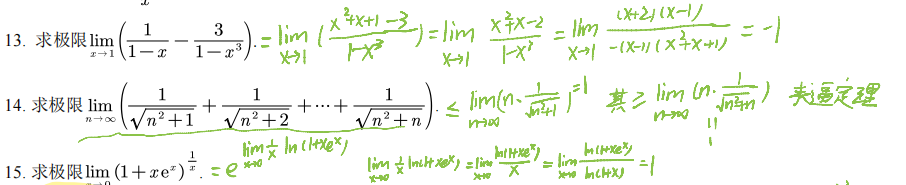 13. 求极限 lim_{x→1} (1/(1−x) − 3/(1−x³)). = lim_{x→1} ((x²+x+1−3)/(1−x³)) = lim_{x→1} (x²+x−2)/(1−x³) = lim_{x→1} ((x+2)(x−1))/(−(x−1)(x²+x+1)) = −1
14. 求极限 lim_{n→∞} (1/√(n²+1) + 1/√(n²+2) + ··· + 1/√(n²+n)). ≤ lim_{n→∞} (n·1/√(n²+1)) = 1 其 ≥ lim_{n→∞} (n·1/√(n²+n)) 夹逼定理
15. 求极限 lim_{x→0} (1 + xeˣ)^{1/x}. = e^{lim_{x→0} 1/x ln(1+xeˣ)} lim_{x→0} 1/x ln(1+xeˣ) = lim_{x→0} ln(1+xeˣ)/x = lim_{x→0} ln(1+xeˣ)/ln(1+x) = 1